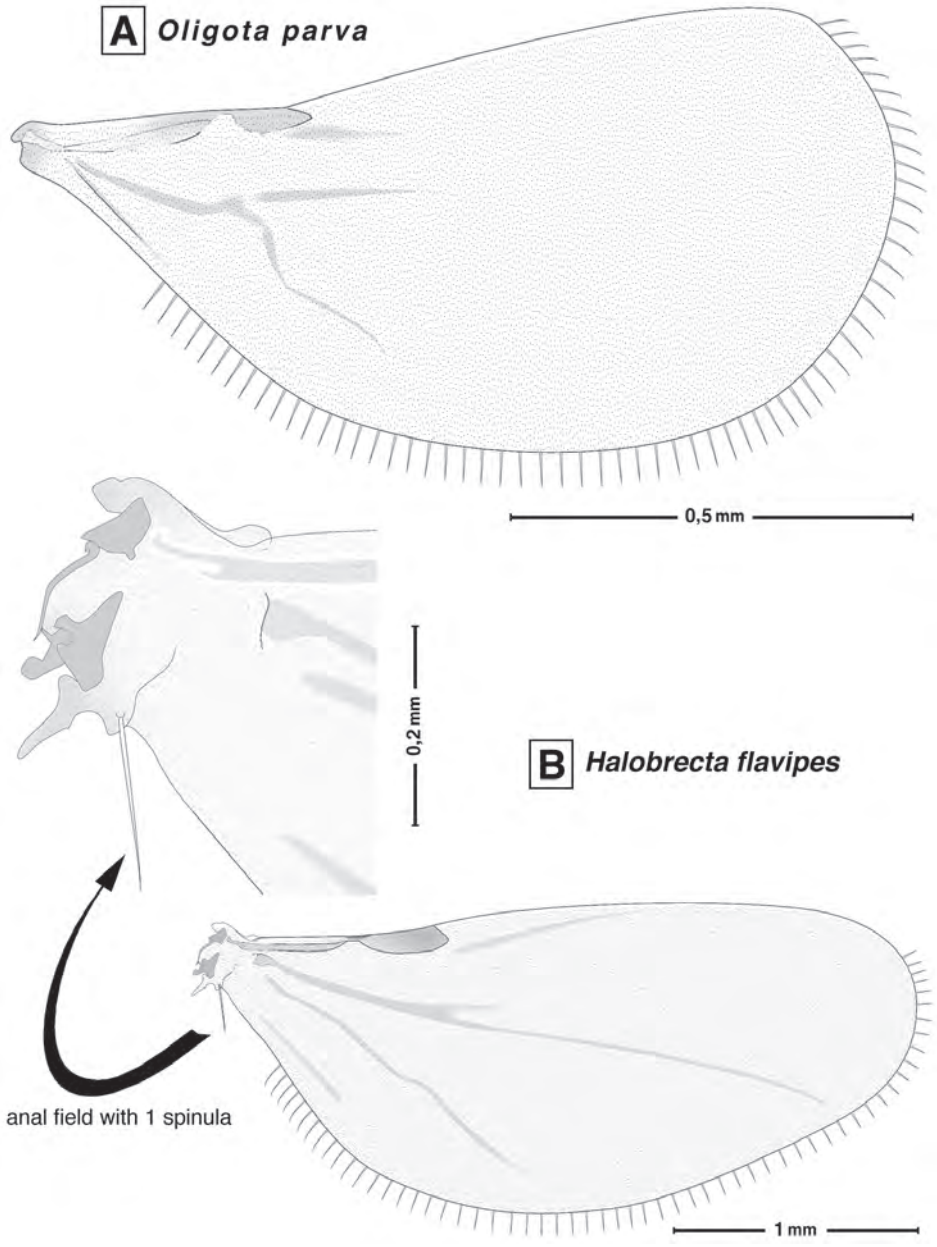 A Oligota parva
0,5 mm
0,2 mm
B Halobrecta flavipes
anal field with 1 spinula
1 mm